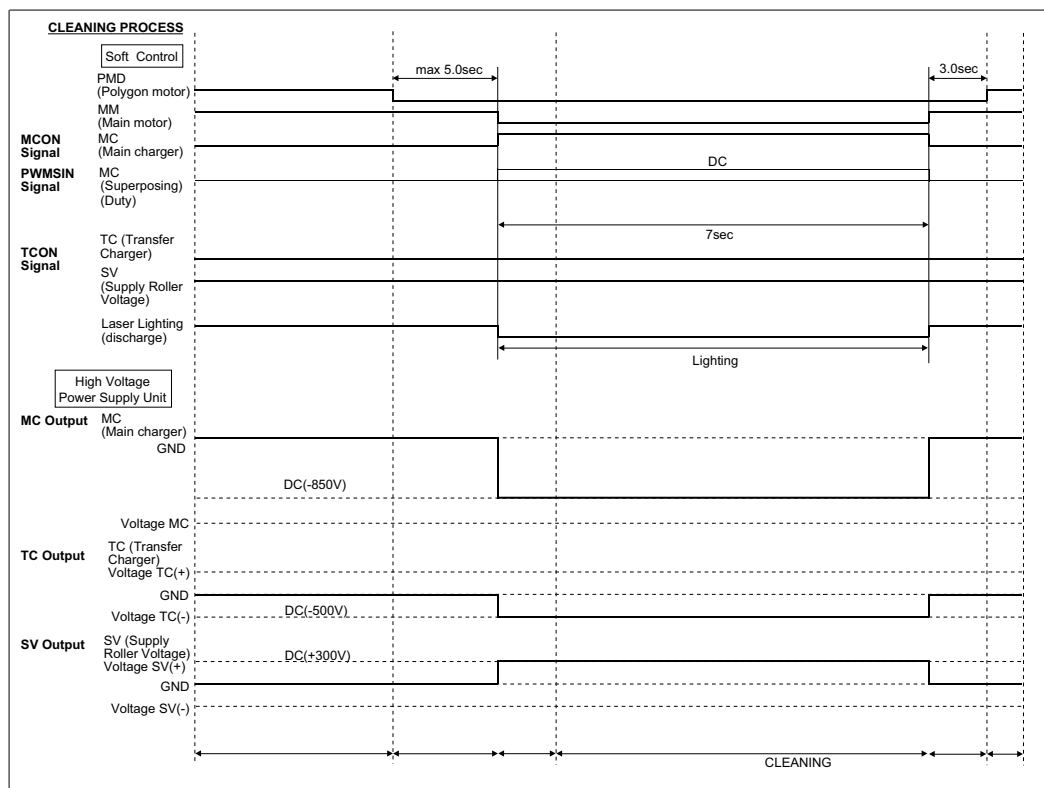 CLEANING PROCESS
Soft Control
max 5.0sec
3.0sec
PMD
(Polygon motor)
MM
(Main motor)
MCON
Signal
MC
(Main charger)
DC
PWMSIN
Signal
MC
(Superposing)
(Duty)
7sec
TCON
Signal
TC (Transfer
Charger)
SV
(Supply Roller
Voltage)
Laser Lighting
(discharge)
Lighting
High Voltage
Power Supply Unit
MC Output
MC
(Main charger)
GND
DC(-850V)
Voltage MC
TC Output
TC (Transfer
Charger)
Voltage TC(+)
GND
DC(-500V)
Voltage TC(-)
SV Output
SV (Supply
Roller Voltage)
Voltage SV(+)
DC(+300V)
GND
Voltage SV(-)
CLEANING